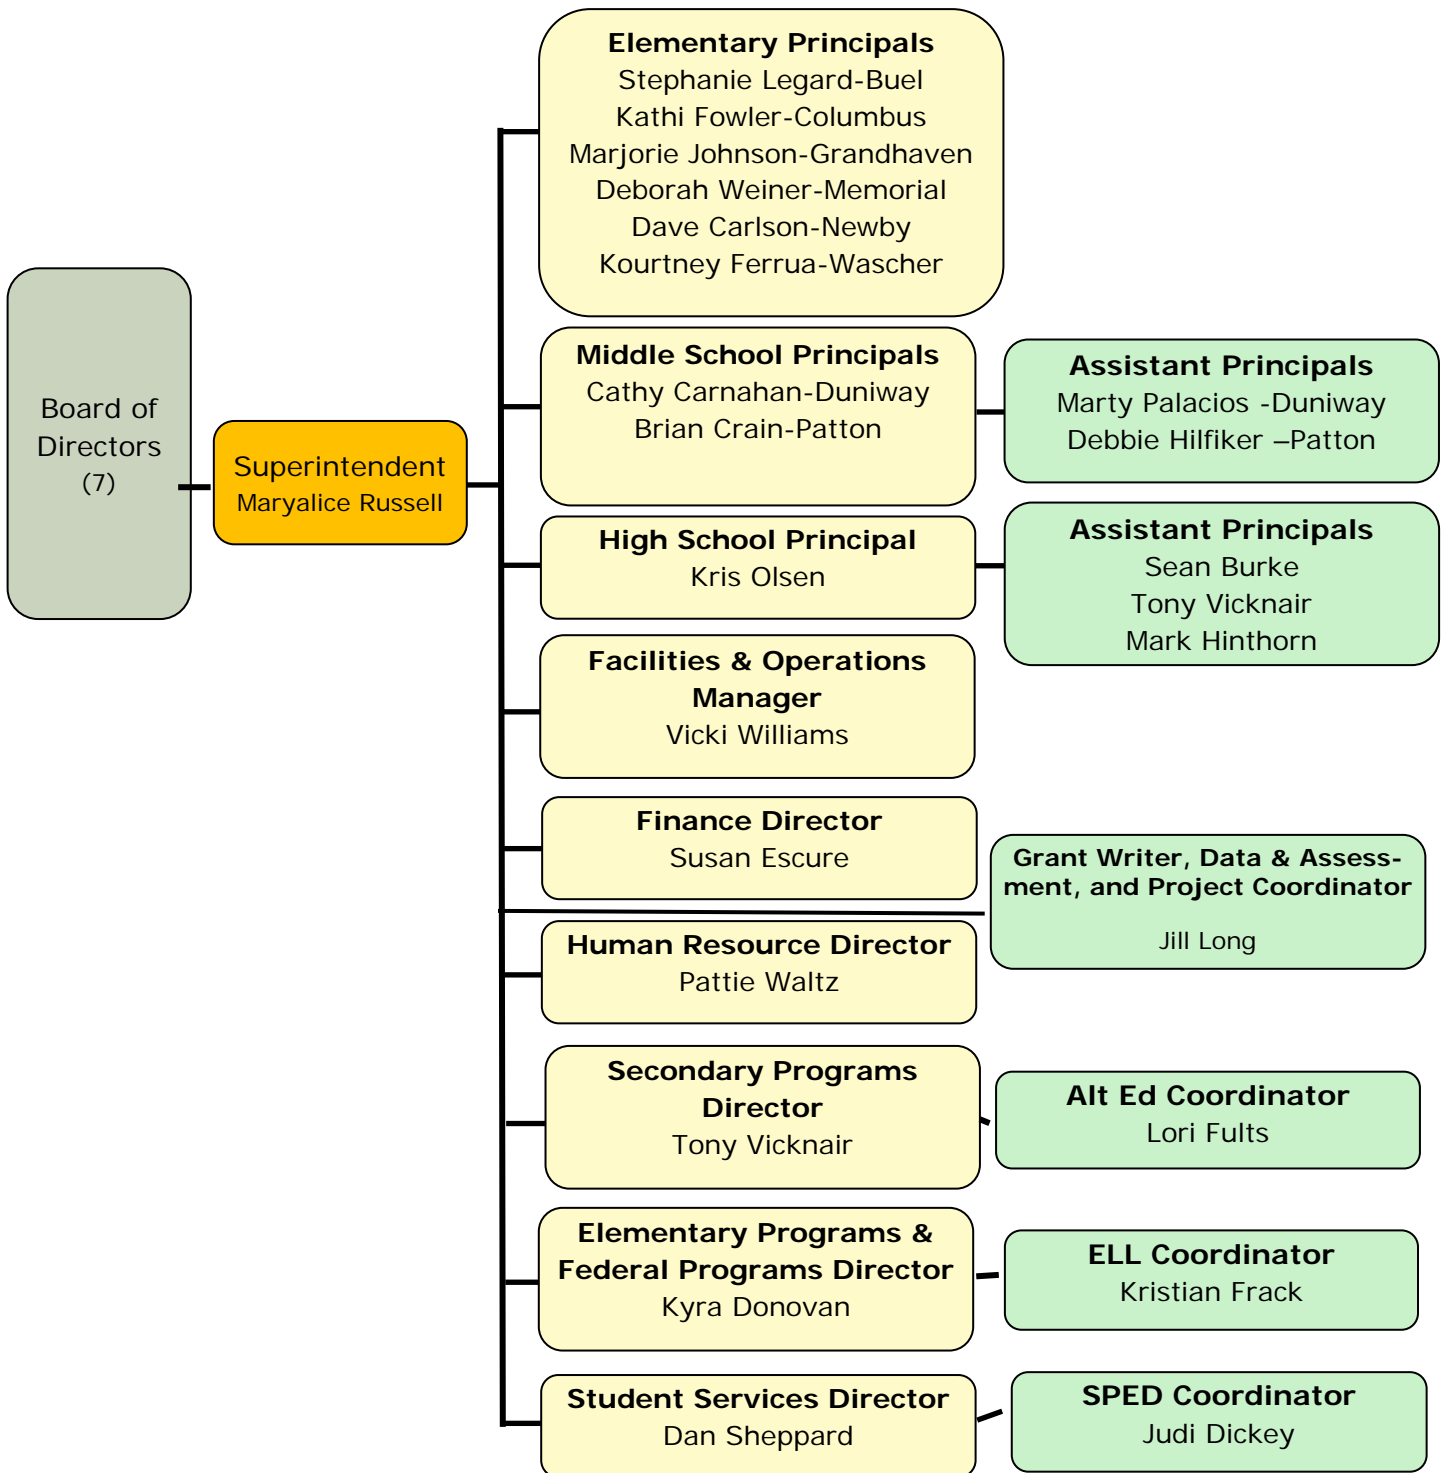 Board of
Directors
(7)
Superintendent
Maryalice Russell
Elementary Principals
Stephanie Legard-Buel
Kathi Fowler-Columbus
Marjorie Johnson-Grandhaven
Deborah Weiner-Memorial
Dave Carlson-Newby
Kourtney Ferrua-Wascher
Middle School Principals
Cathy Carnahan-Duniway
Brian Crain-Patton
Assistant Principals
Marty Palacios -Duniway
Debbie Hilfiker –Patton
High School Principal
Kris Olsen
Assistant Principals
Sean Burke
Tony Vicknair
Mark Hinthorn
Facilities & Operations
Manager
Vicki Williams
Finance Director
Susan Escure
Grant Writer, Data & Assess-
ment, and Project Coordinator
Jill Long
Human Resource Director
Pattie Waltz
Secondary Programs
Director
Tony Vicknair
Alt Ed Coordinator
Lori Fults
Elementary Programs &
Federal Programs Director
Kyra Donovan
ELL Coordinator
Kristian Frack
Student Services Director
Dan Sheppard
SPED Coordinator
Judi Dickey